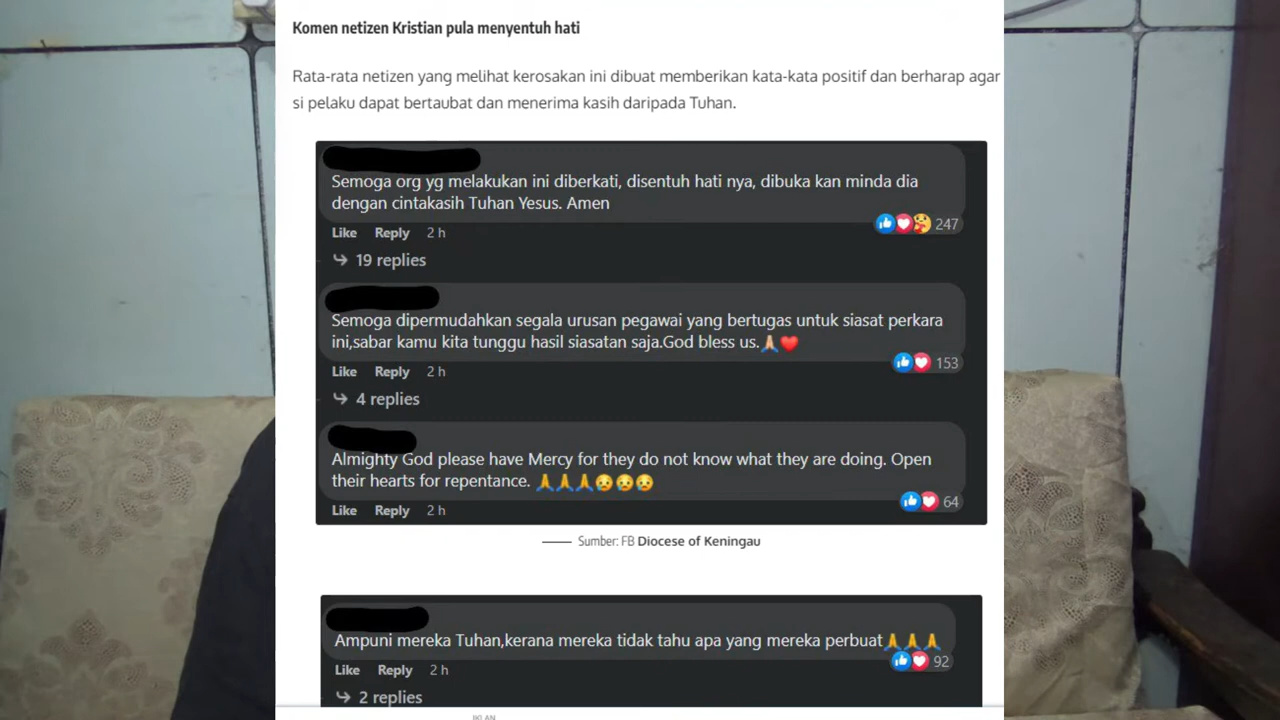 Komen netizen Kristian pula menyentuh hati
Rata-rata netizen yang melihat kerosakan ini dibuat memberikan kata-kata positif dan berharap agar
si pelaku dapat bertaubat dan menerima kasih daripada Tuhan.
Semoga org yg melakukan ini diberkati, disentuh hati nya, dibuka kan minda dia
dengan cintakasih Tuhan Yesus. Amen
247
Like Reply 2 h
19 replies
Semoga dipermudahkan segala urusan pegawai yang bertugas untuk siasat perkara
ini,sabar kamu kita tunggu hasil siasatan saja.God bless us.🙏🏻❤️
153
Like Reply 2 h
4 replies
Almighty God please have Mercy for they do not know what they are doing. Open
their hearts for repentance. 🙏🙏🙏😢😢😢
64
Like Reply 2 h
Sumber: FB Diocese of Keningau
Ampuni mereka Tuhan,kerana mereka tidak tahu apa yang mereka perbuat🙏🙏🙏
92
Like Reply 2 h
2 replies
IKLAN